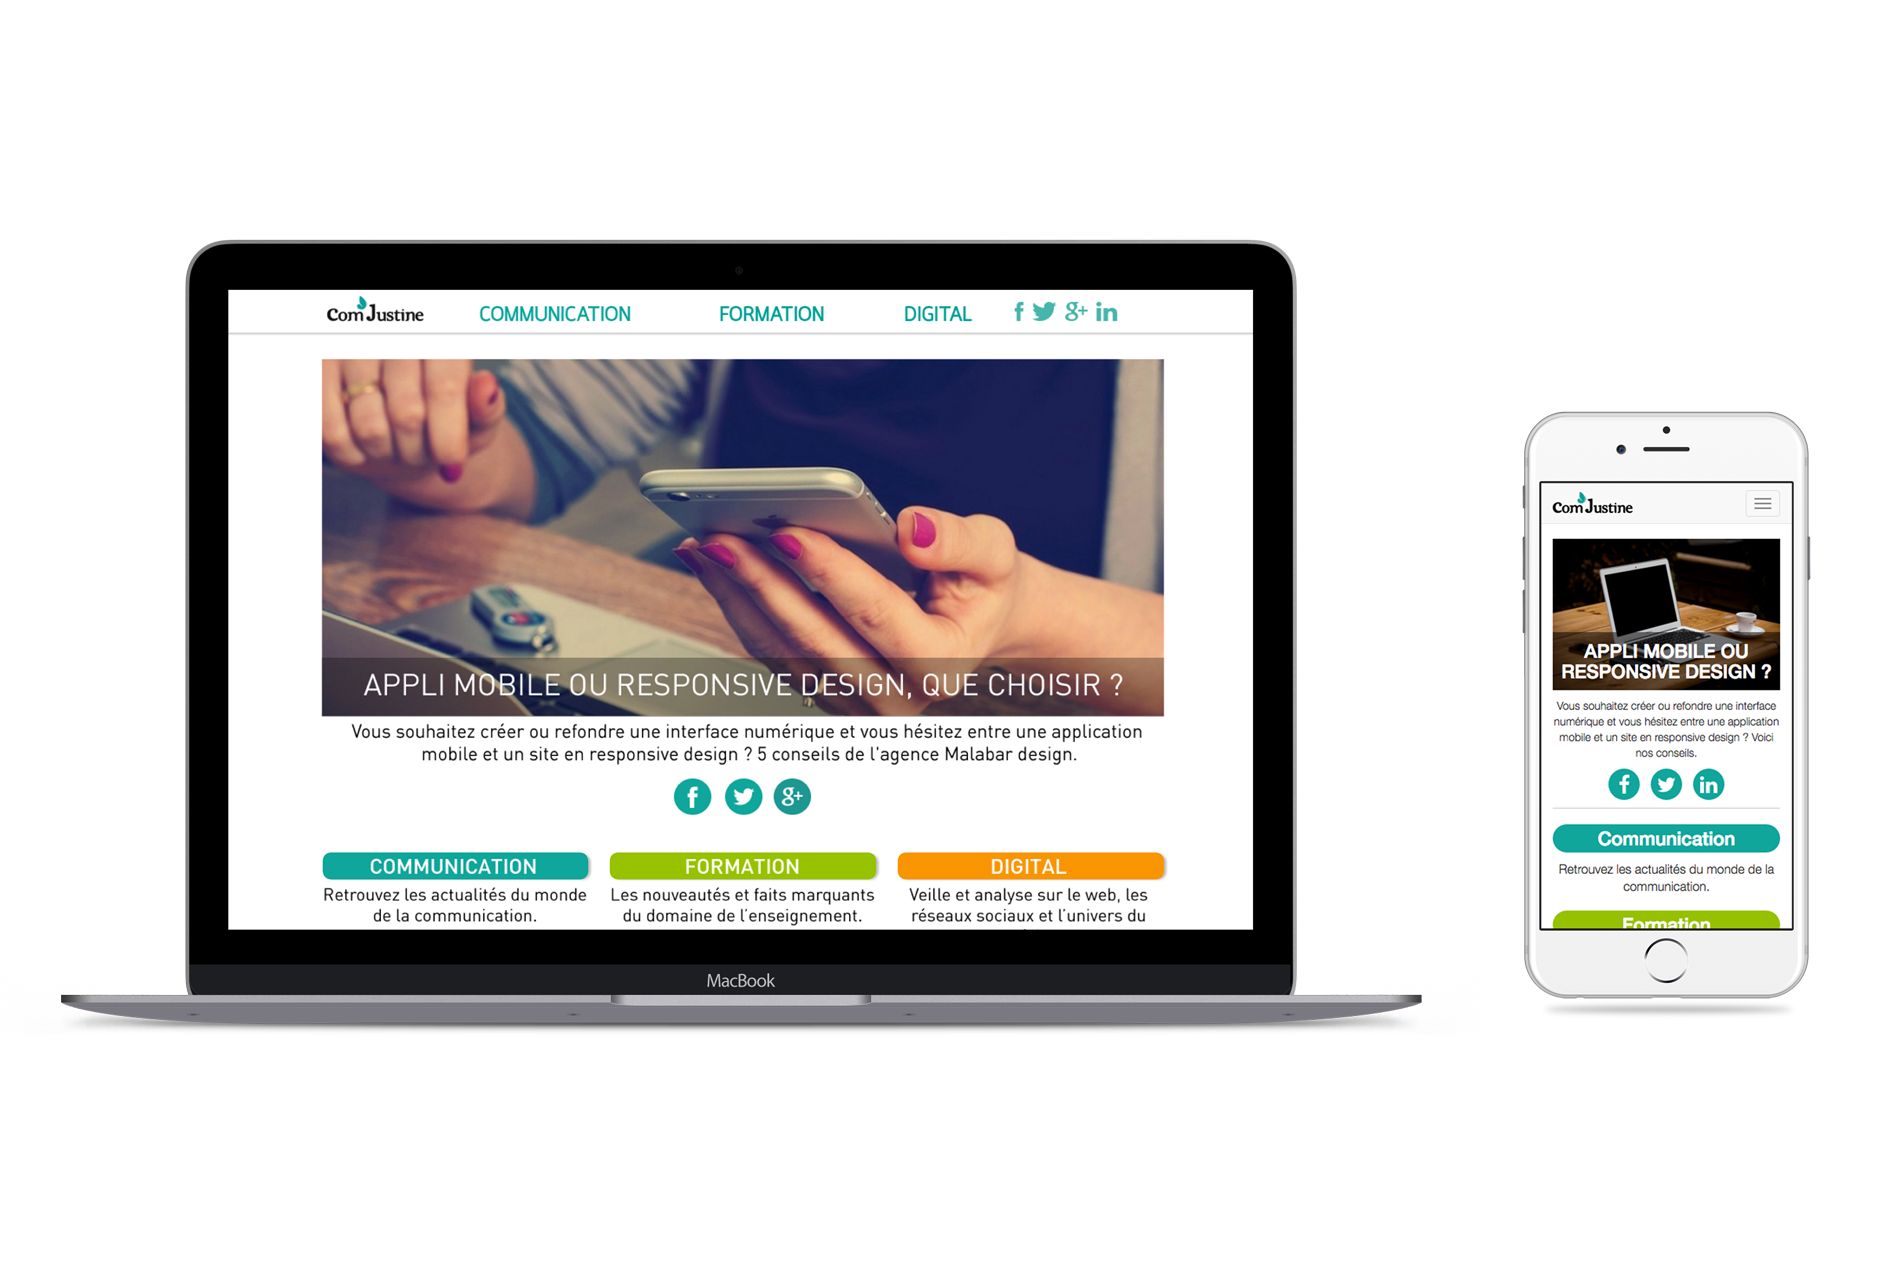 Com'Justine
COMMUNICATION
FORMATION
DIGITAL
f
g+
in
APPLI MOBILE OU RESPONSIVE DESIGN, QUE CHOISIR ?
Vous souhaitez créer ou refondre une interface numérique et vous hésitez entre une application
mobile et un site en responsive design ? 5 conseils de l'agence Malabar design.
f
g+
COMMUNICATION
Retrouvez les actualités du monde
de la communication.
FORMATION
Les nouveautés et faits marquants
du domaine de l'enseignement.
DIGITAL
Veille et analyse sur le web, les
réseaux sociaux et l'univers du
MacBook
Com'Justine
APPLI MOBILE OU
RESPONSIVE DESIGN ?
Vous souhaitez créer ou refondre une interface
numérique et vous hésitez entre une application
mobile et un site en responsive design ? Voici
nos conseils.
f
in
Communication
Retrouvez les actualités du monde de la
communication.
Formation